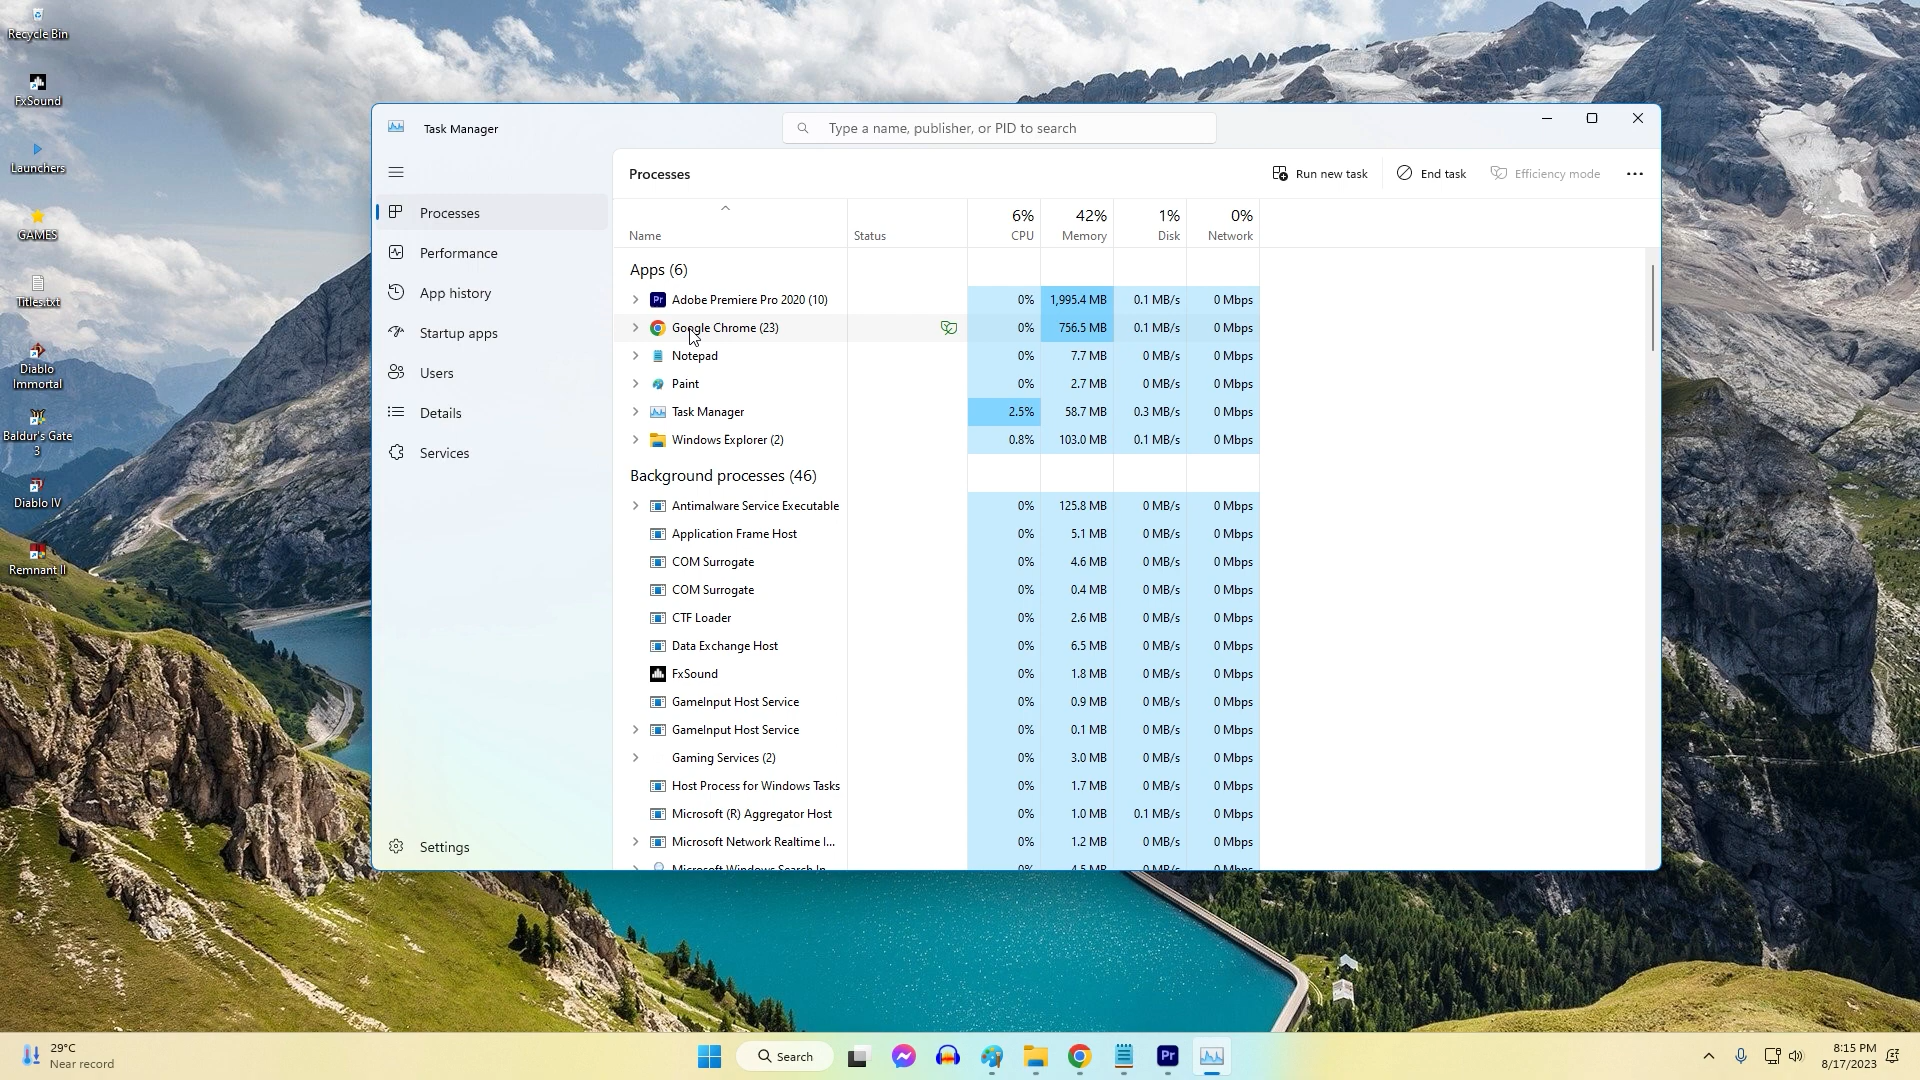 Recycle Bin
FxSound
Launchers
GAMES
Titles.txt
Diablo
Immortal
Baldur's Gate
3
Diablo IV
Remnant II
Task Manager
Type a name, publisher, or PID to search
Processes
Performance
App history
Startup apps
Users
Details
Services
Settings
Processes
Run new task
End task
Efficiency mode
6% 42% 1% 0%
Name Status CPU Memory Disk Network
Apps (6)
Pr Adobe Premiere Pro 2020 (10) 0% 1,995.4 MB 0.1 MB/s 0 Mbps
Google Chrome (23) 0% 756.5 MB 0.1 MB/s 0 Mbps
Notepad 0% 7.7 MB 0 MB/s 0 Mbps
Paint 0% 2.7 MB 0 MB/s 0 Mbps
Task Manager 2.5% 58.7 MB 0.3 MB/s 0 Mbps
Windows Explorer (2) 0.8% 103.0 MB 0.1 MB/s 0 Mbps
Background processes (46)
Antimalware Service Executable 0% 125.8 MB 0 MB/s 0 Mbps
Application Frame Host 0% 5.1 MB 0 MB/s 0 Mbps
COM Surrogate 0% 4.6 MB 0 MB/s 0 Mbps
COM Surrogate 0% 0.4 MB 0 MB/s 0 Mbps
CTF Loader 0% 2.6 MB 0 MB/s 0 Mbps
Data Exchange Host 0% 6.5 MB 0 MB/s 0 Mbps
FxSound 0% 1.8 MB 0 MB/s 0 Mbps
GameInput Host Service 0% 0.9 MB 0 MB/s 0 Mbps
GameInput Host Service 0% 0.1 MB 0 MB/s 0 Mbps
Gaming Services (2) 0% 3.0 MB 0 MB/s 0 Mbps
Host Process for Windows Tasks 0% 1.7 MB 0 MB/s 0 Mbps
Microsoft (R) Aggregator Host 0% 1.0 MB 0.1 MB/s 0 Mbps
Microsoft Network Realtime I... 0% 1.2 MB 0 MB/s 0 Mbps
Microsoft Windows Search In... 0% 4.5 MB 0 MB/s 0 Mbps
29°C
Near record
Search
Pr
8:15 PM
8/17/2023